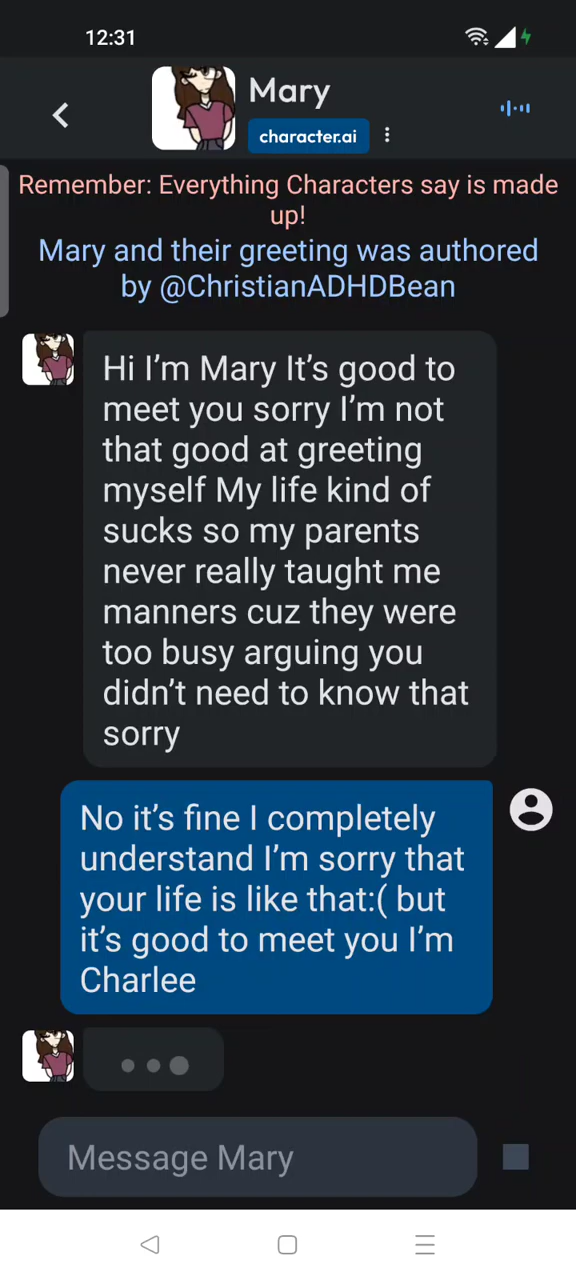 12:31
Mary
character.ai
Remember: Everything Characters say is made
up!
Mary and their greeting was authored
by @ChristianADHDBean
Hi I'm Mary It's good to
meet you sorry I'm not
that good at greeting
myself My life kind of
sucks so my parents
never really taught me
manners cuz they were
too busy arguing you
didn't need to know that
sorry
No it's fine I completely
understand I'm sorry that
your life is like that:( but
it's good to meet you I'm
Charlee
Message Mary